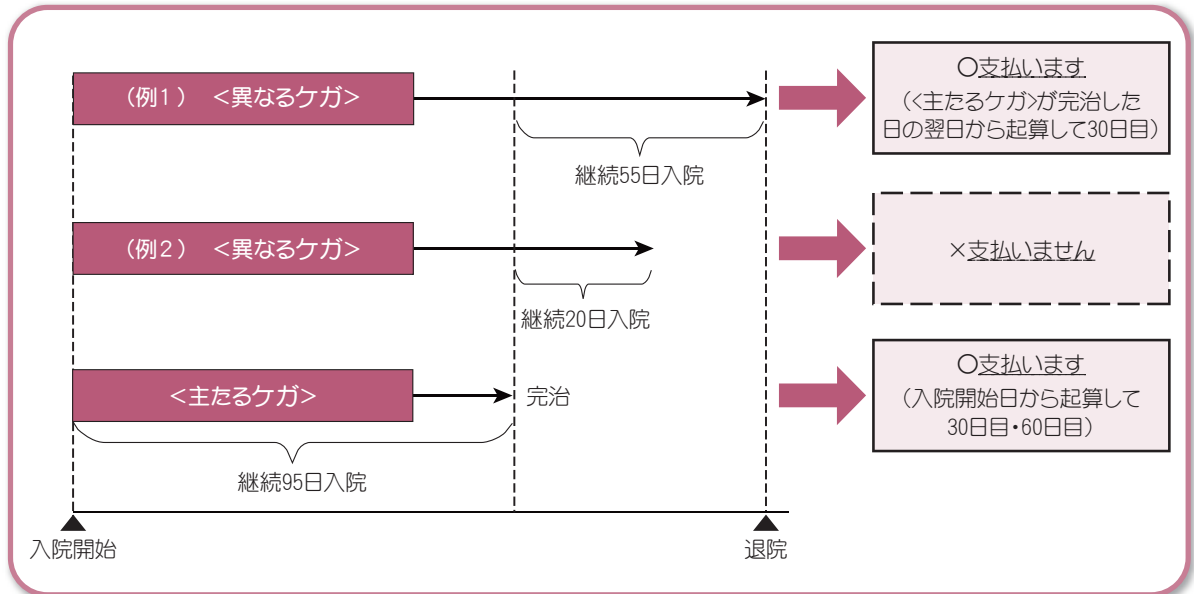 （例1）　<異なるケガ>
継続55日入院
〇支払います
（<主たるケガ>が完治した
日の翌日から起算して30日目）
（例2）　<異なるケガ>
継続20日入院
×支払いません
<主たるケガ>
完治
継続95日入院
〇支払います
（入院開始日から起算して
30日目・60日目）
入院開始
退院